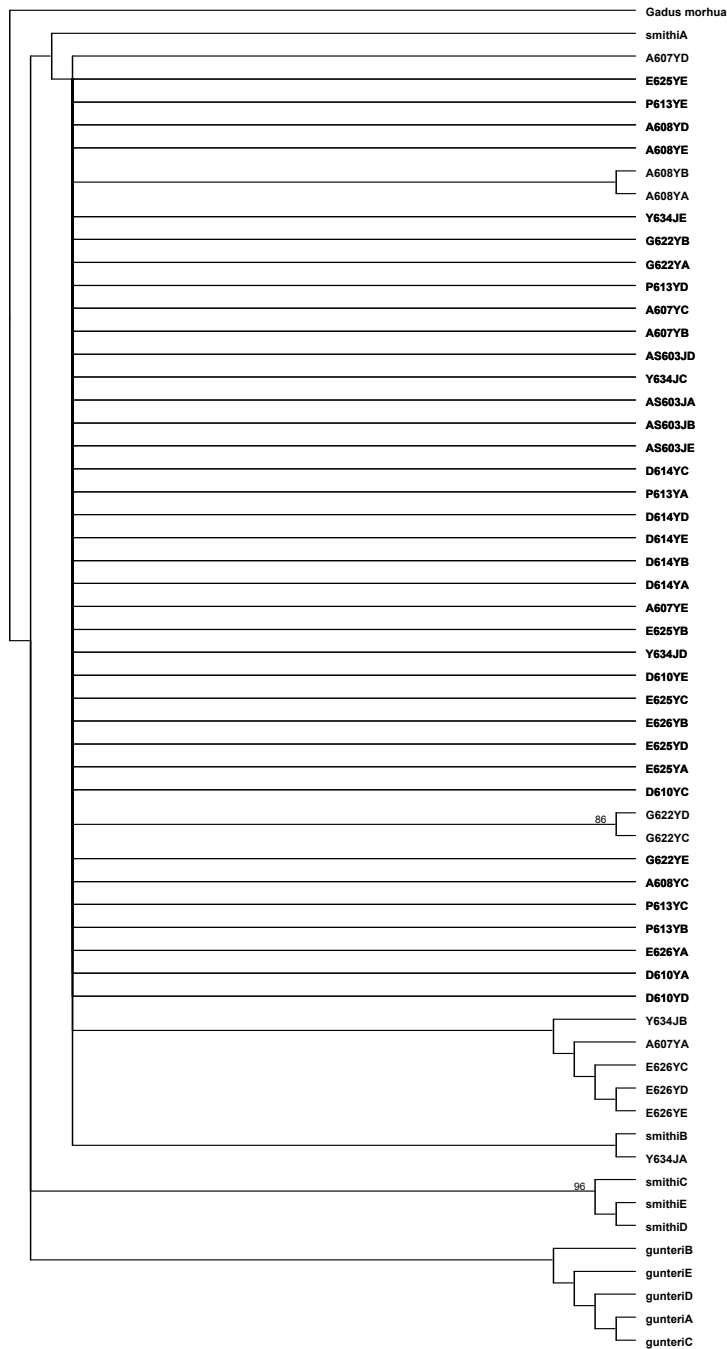 Gadus morhua
smithiA
A607YD
E625YE
P613YE
A608YD
A608YE
A608YB
A608YA
Y634JE
G622YB
G622YA
P613YD
A607YC
A607YB
AS603JD
Y634JC
AS603JA
AS603JB
AS603JE
D614YC
P613YA
D614YD
D614YE
D614YB
D614YA
A607YE
E625YB
Y634JD
D610YE
E625YC
E626YB
E625YD
E625YA
D610YC
86
G622YD
G622YC
G622YE
A608YC
P613YC
P613YB
E626YA
D610YA
D610YD
Y634JB
A607YA
E626YC
E626YD
E626YE
smithiB
Y634JA
96
smithiC
smithiE
smithiD
gunteriB
gunteriE
gunteriD
gunteriA
gunteriC